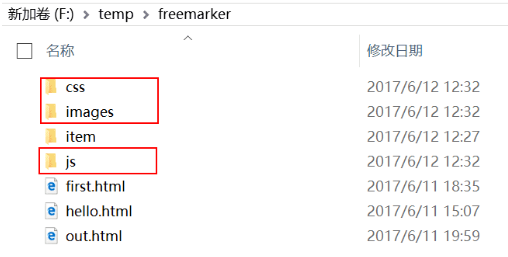 新加卷 (F:) › temp › freemarker
名称 修改日期
css 2017/6/12 12:32
images 2017/6/12 12:32
item 2017/6/12 12:27
js 2017/6/12 12:32
first.html 2017/6/11 18:35
hello.html 2017/6/11 15:07
out.html 2017/6/11 19:59